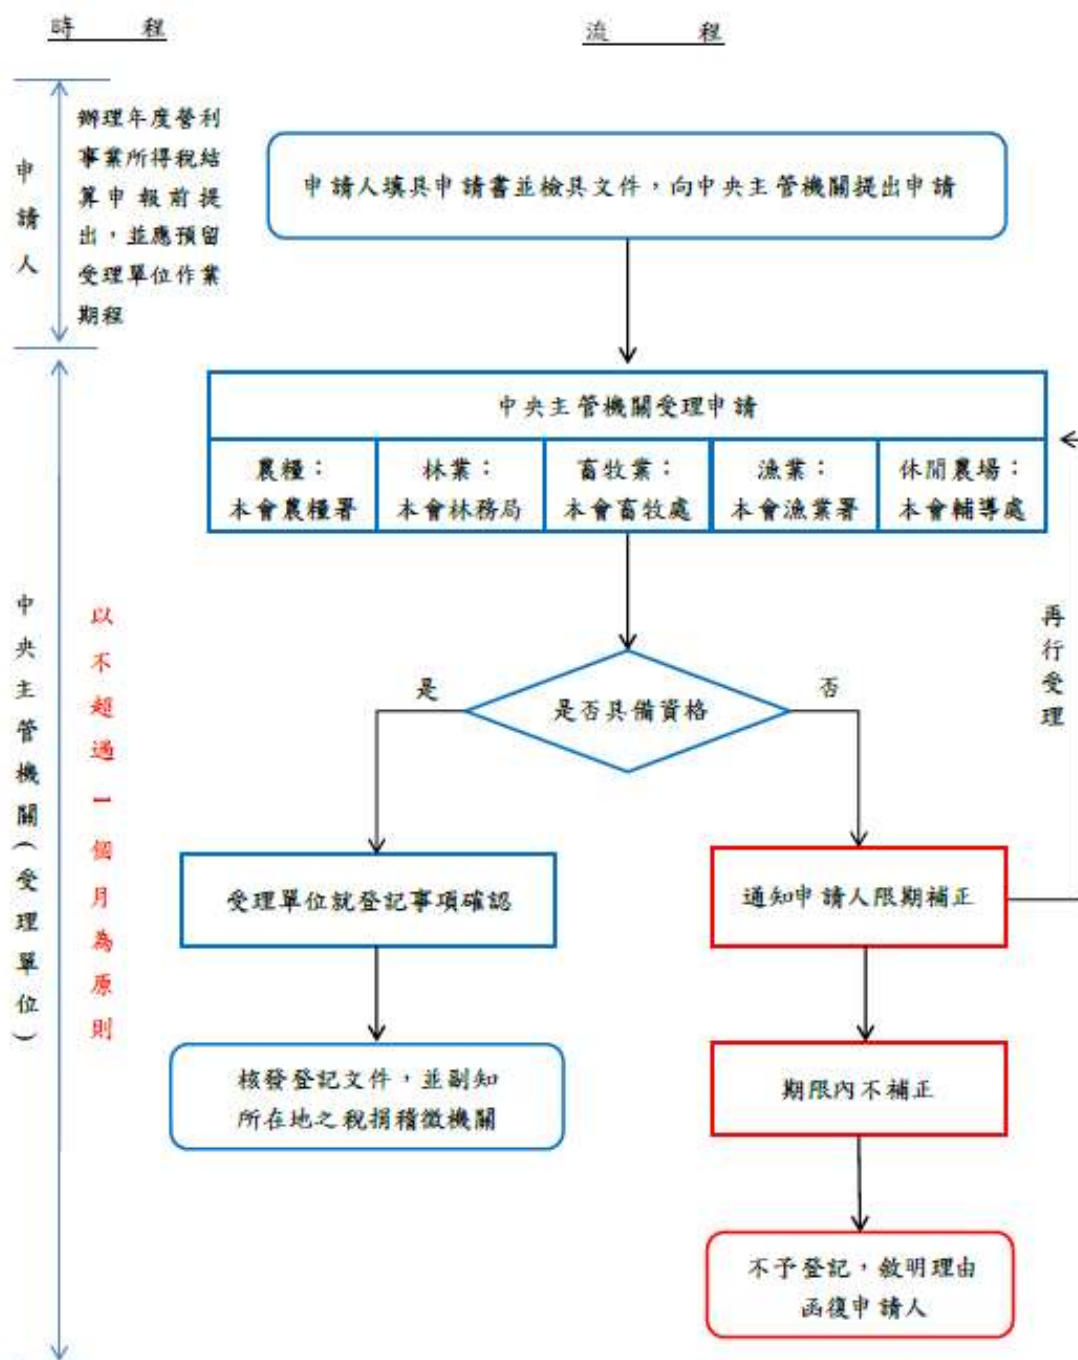 時 程
流 程
申請人
辦理年度營利
事業所得稅結
算申報前提
出，並應預留
受理單位作業
期程
申請人填具申請書並檢具文件，向中央主管機關提出申請
中央主管機關受理申請
農糧：
本會農糧署
林業：
本會林務局
畜牧業：
本會畜牧處
漁業：
本會漁業署
休閒農場：
本會輔導處
中央主管機關(受理單位)
以不超過一個月為原則
再行受理
是否具備資格
是
否
受理單位就登記事項確認
通知申請人限期補正
核發登記文件，並副知
所在地之稅捐稽徵機關
期限內不補正
不予登記，敘明理由
函復申請人